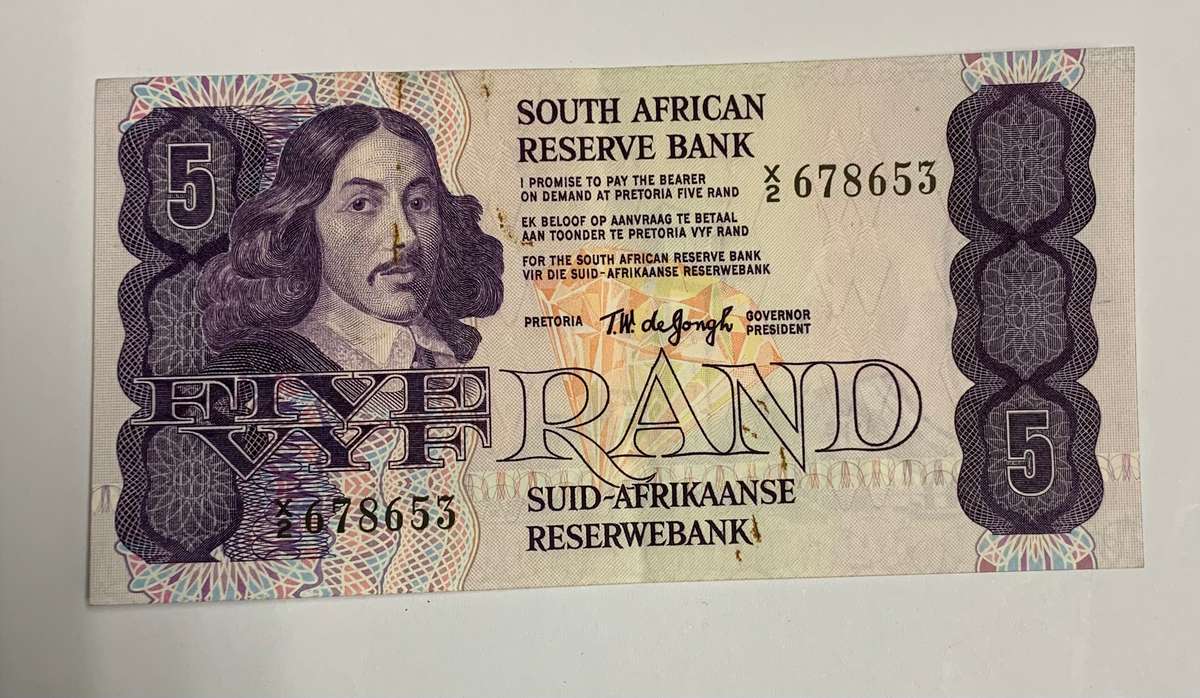 5
SOUTH AFRICAN
RESERVE BANK
I PROMISE TO PAY THE BEARER
ON DEMAND AT PRETORIA FIVE RAND
X/2 678653
EK BELOOF OP AANVRAAG TE BETAAL
AAN TOONDER TE PRETORIA VYF RAND
FOR THE SOUTH AFRICAN RESERVE BANK
VIR DIE SUID-AFRIKAANSE RESERWEBANK
PRETORIA T.W. de Jongh GOVERNOR
PRESIDENT
FIVE RAND
VYF
5
X/2 678653
SUID-AFRIKAANSE
RESERWEBANK